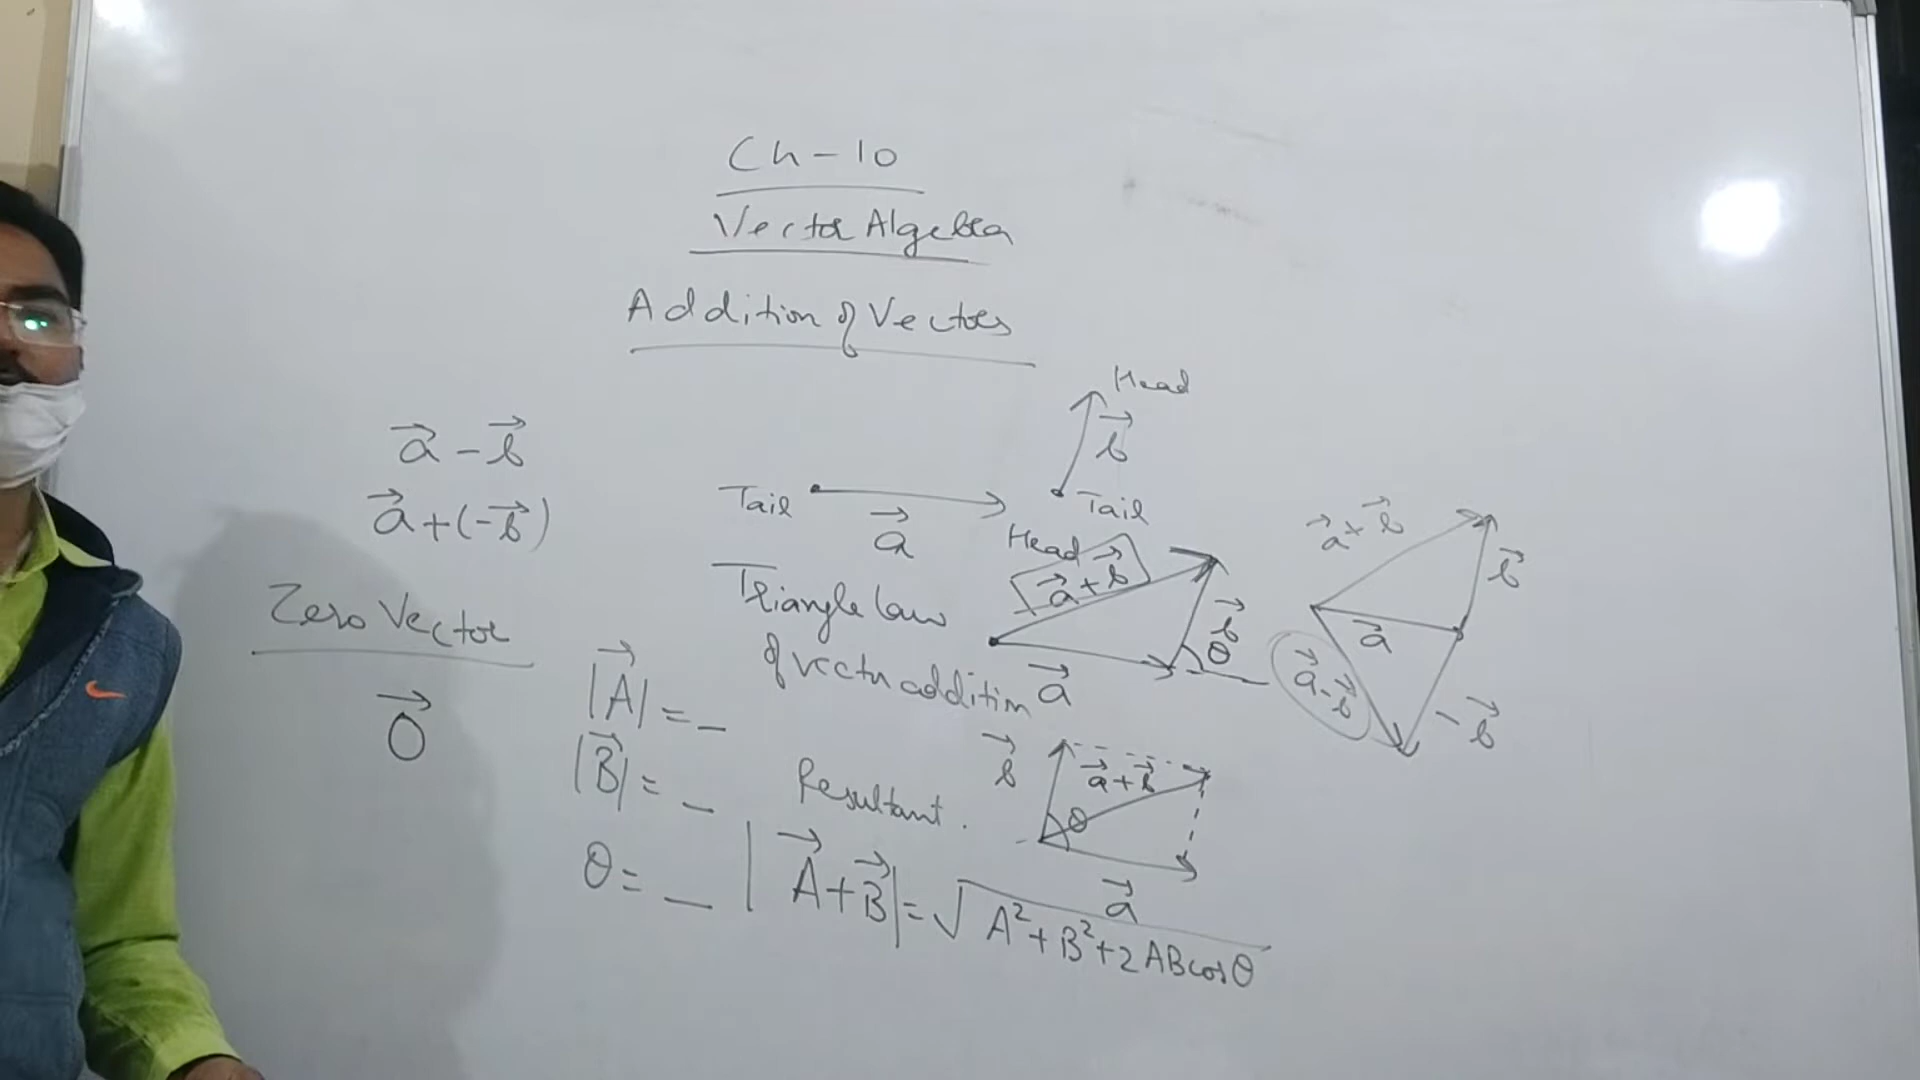 Ch-10
Vector Algebra
Addition of Vectors
Head
b⃗
Tail
Tail
a⃗
Head
a⃗ - b⃗
a⃗ + (-b⃗)
Zero Vector
0⃗
Triangle law
of vector addition
a⃗ + b⃗
b⃗
θ
a⃗
a⃗ + b⃗
b⃗
a⃗
a⃗ - b⃗
-b⃗
|A⃗| = _
|B⃗| = _
θ = _
Resultant.
b⃗
a⃗ + b⃗
θ
a⃗
|A⃗ + B⃗| = √(A² + B² + 2ABcosθ)